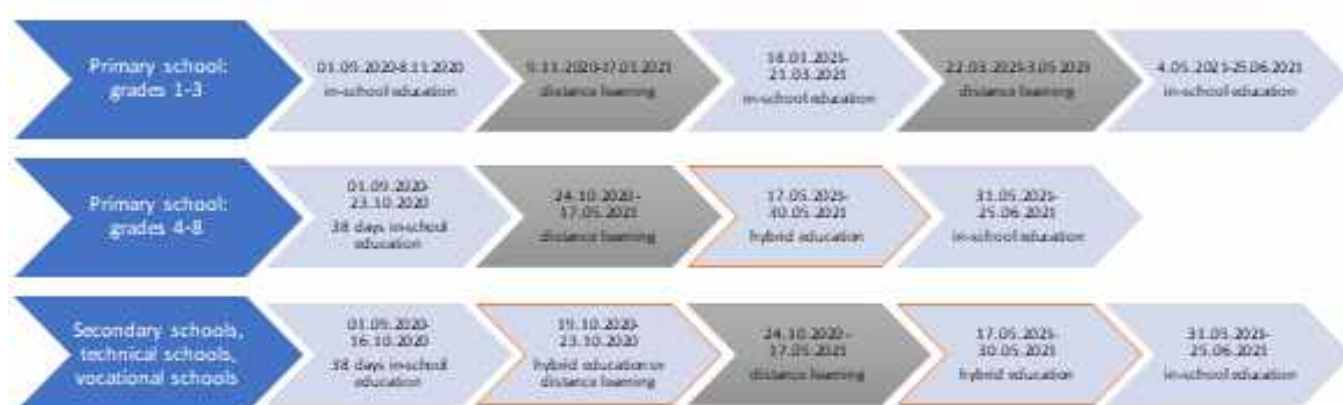 Primary school:
grades 1-3
01.09.2020-8.11.2020
in-school education
9.11.2020-17.01.2021
distance learning
18.01.2021-
21.03.2021
in-school education
22.03.2021-3.05.2021
distance learning
4.05.2021-25.06.2021
in-school education
Primary school:
grades 4-8
01.09.2020-
23.10.2020
38 days in-school
education
24.10.2020-
17.05.2021
distance learning
17.05.2021-
30.05.2021
hybrid education
31.05.2021-
25.06.2021
in-school education
Secondary schools,
technical schools,
vocational schools
01.09.2020-
16.10.2020
38 days in-school
education
19.10.2020-
23.10.2020
hybrid education or
distance learning
24.10.2020-
17.05.2021
distance learning
17.05.2021-
30.05.2021
hybrid education
31.05.2021-
25.06.2021
in-school education